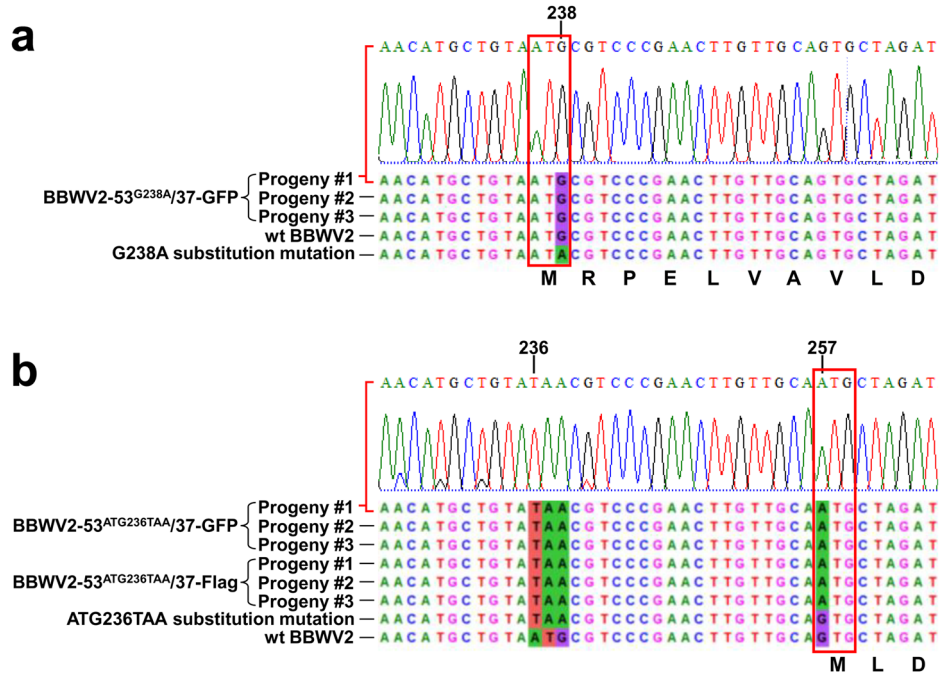 a
238
AACATGCTGTAATGCGTCCCGAACTTGTTGCAGTGCTAGAT
Progeny #1 AACATGCTGTAATGCGTCCCGAACTTGTTGCAGTGCTAGAT
BBWV2-53G238A/37-GFP Progeny #2 AACATGCTGTAATGCGTCCCGAACTTGTTGCAGTGCTAGAT
Progeny #3 AACATGCTGTAATGCGTCCCGAACTTGTTGCAGTGCTAGAT
wt BBWV2 AACATGCTGTAATGCGTCCCGAACTTGTTGCAGTGCTAGAT
G238A substitution mutation AACATGCTGTAATACGTCCCGAACTTGTTGCAGTGCTAGAT
M R P E L V A V L D
b
236 257
AACATGCTGTATAACGTCCCGAACTTGTTGCAATGCTAGAT
Progeny #1 AACATGCTGTATAACGTCCCGAACTTGTTGCAATGCTAGAT
BBWV2-53ATG236TAA/37-GFP Progeny #2 AACATGCTGTATAACGTCCCGAACTTGTTGCAATGCTAGAT
Progeny #3 AACATGCTGTATAACGTCCCGAACTTGTTGCAATGCTAGAT
Progeny #1 AACATGCTGTATAACGTCCCGAACTTGTTGCAATGCTAGAT
BBWV2-53ATG236TAA/37-Flag Progeny #2 AACATGCTGTATAACGTCCCGAACTTGTTGCAATGCTAGAT
Progeny #3 AACATGCTGTATAACGTCCCGAACTTGTTGCAATGCTAGAT
ATG236TAA substitution mutation AACATGCTGTATAACGTCCCGAACTTGTTGCAGTGCTAGAT
wt BBWV2 AACATGCTGTAATGCGTCCCGAACTTGTTGCAGTGCTAGAT
M L D